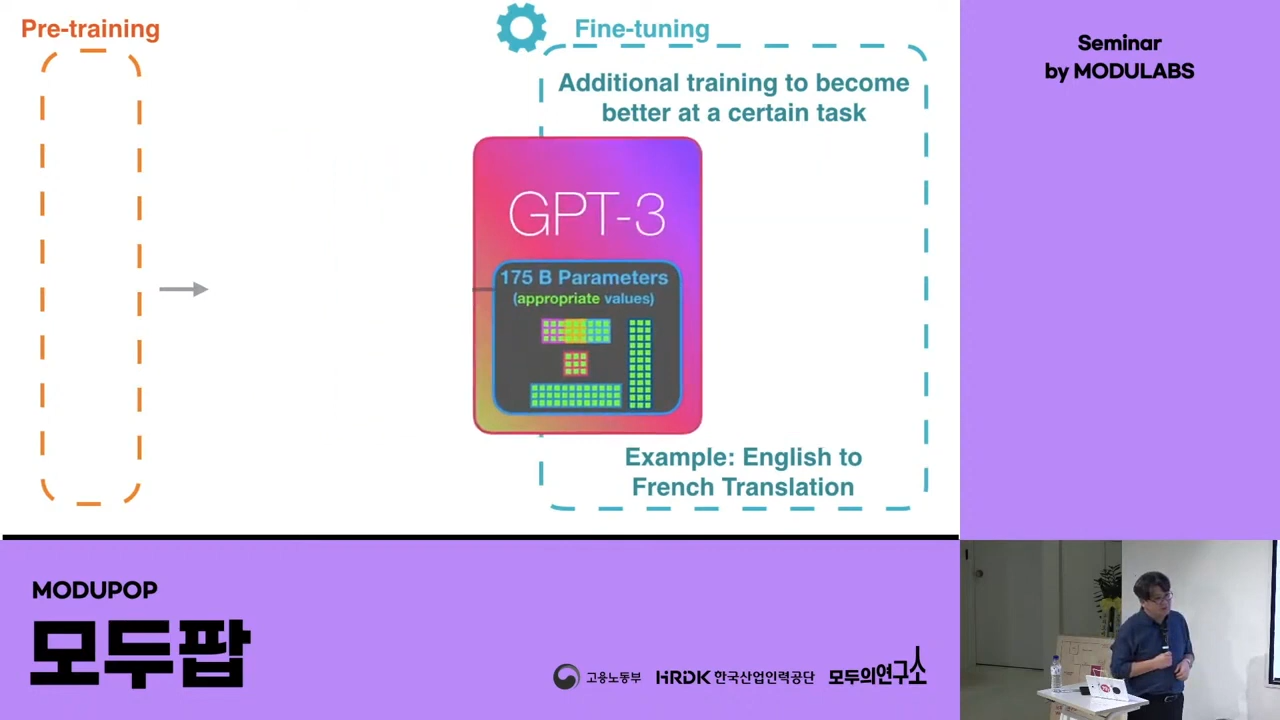 Pre-training
Fine-tuning
Additional training to become
better at a certain task
GPT-3
175 B Parameters
(appropriate values)
Example: English to
French Translation
Seminar
by MODULABS
MODUPOP
모두팝
고용노동부 HRDK 한국산업인력공단 모두의연구소